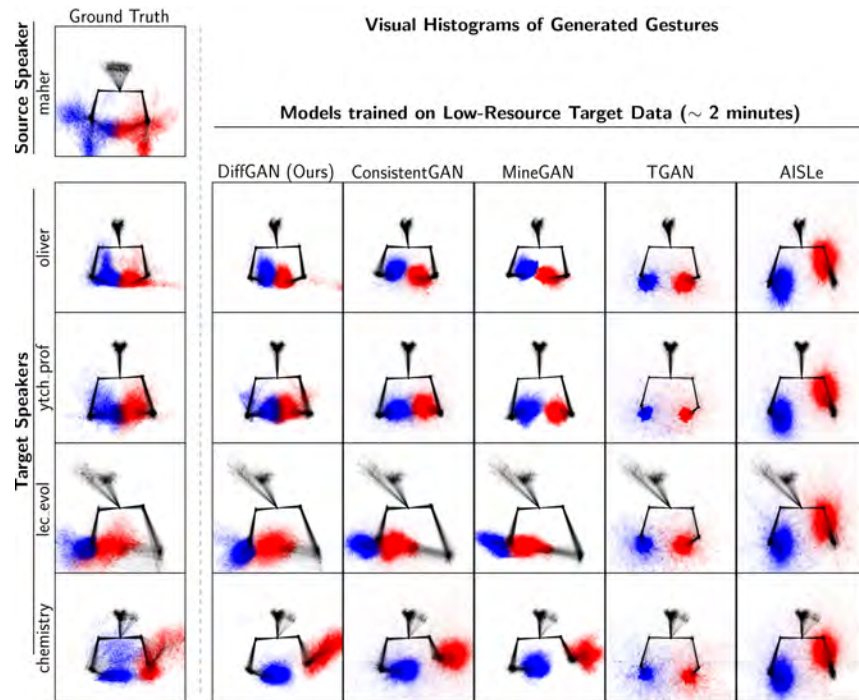 Ground Truth
Visual Histograms of Generated Gestures
Source Speaker
maher
Models trained on Low-Resource Target Data (~ 2 minutes)
DiffGAN (Ours) ConsistentGAN MineGAN TGAN AISLe
Target Speakers
oliver
ytch.prof
lec.evol
chemistry